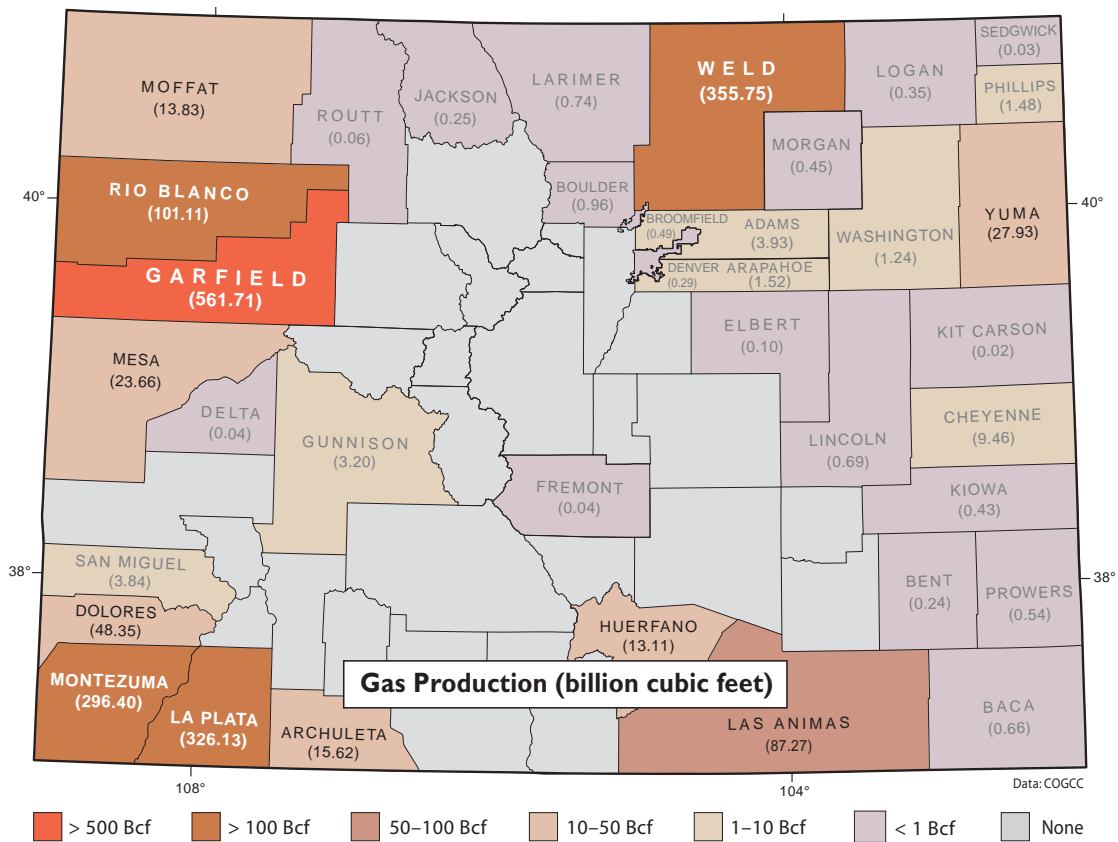 MOFFAT
(13.83)
ROUTT
(0.06)
JACKSON
(0.25)
LARIMER
(0.74)
WELD
(355.75)
LOGAN
(0.35)
SEDGWICK
(0.03)
PHILLIPS
(1.48)
MORGAN
(0.45)
BOULDER
(0.96)
40°
RIO BLANCO
(101.11)
40°
YUMA
(27.93)
BROOMFIELD
(0.49)
ADAMS
(3.93)
WASHINGTON
(1.24)
GARFIELD
(561.71)
DENVER
(0.29)
ARAPAHOE
(1.52)
ELBERT
(0.10)
KIT CARSON
(0.02)
MESA
(23.66)
DELTA
(0.04)
GUNNISON
(3.20)
CHEYENNE
(9.46)
LINCOLN
(0.69)
FREMONT
(0.04)
KIOWA
(0.43)
SAN MIGUEL
(3.84)
38°
38°
BENT
(0.24)
PROWERS
(0.54)
DOLORES
(48.35)
HUERFANO
(13.11)
MONTEZUMA
(296.40)
Gas Production (billion cubic feet)
LA PLATA
(326.13)
ARCHULETA
(15.62)
LAS ANIMAS
(87.27)
BACA
(0.66)
108°
104°
Data: COGCC
> 500 Bcf
> 100 Bcf
50–100 Bcf
10–50 Bcf
1–10 Bcf
< 1 Bcf
None